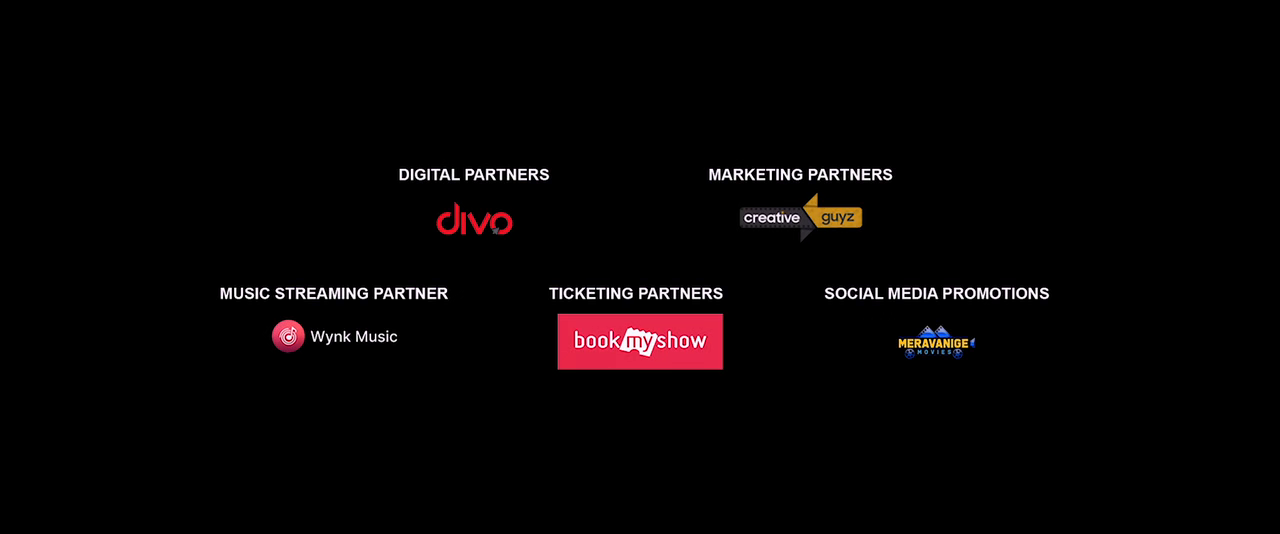 DIGITAL PARTNERS
MARKETING PARTNERS
divo
creative guyz
MUSIC STREAMING PARTNER
TICKETING PARTNERS
SOCIAL MEDIA PROMOTIONS
Wynk Music
bookmyshow
MERAVANIGE
MOVIES